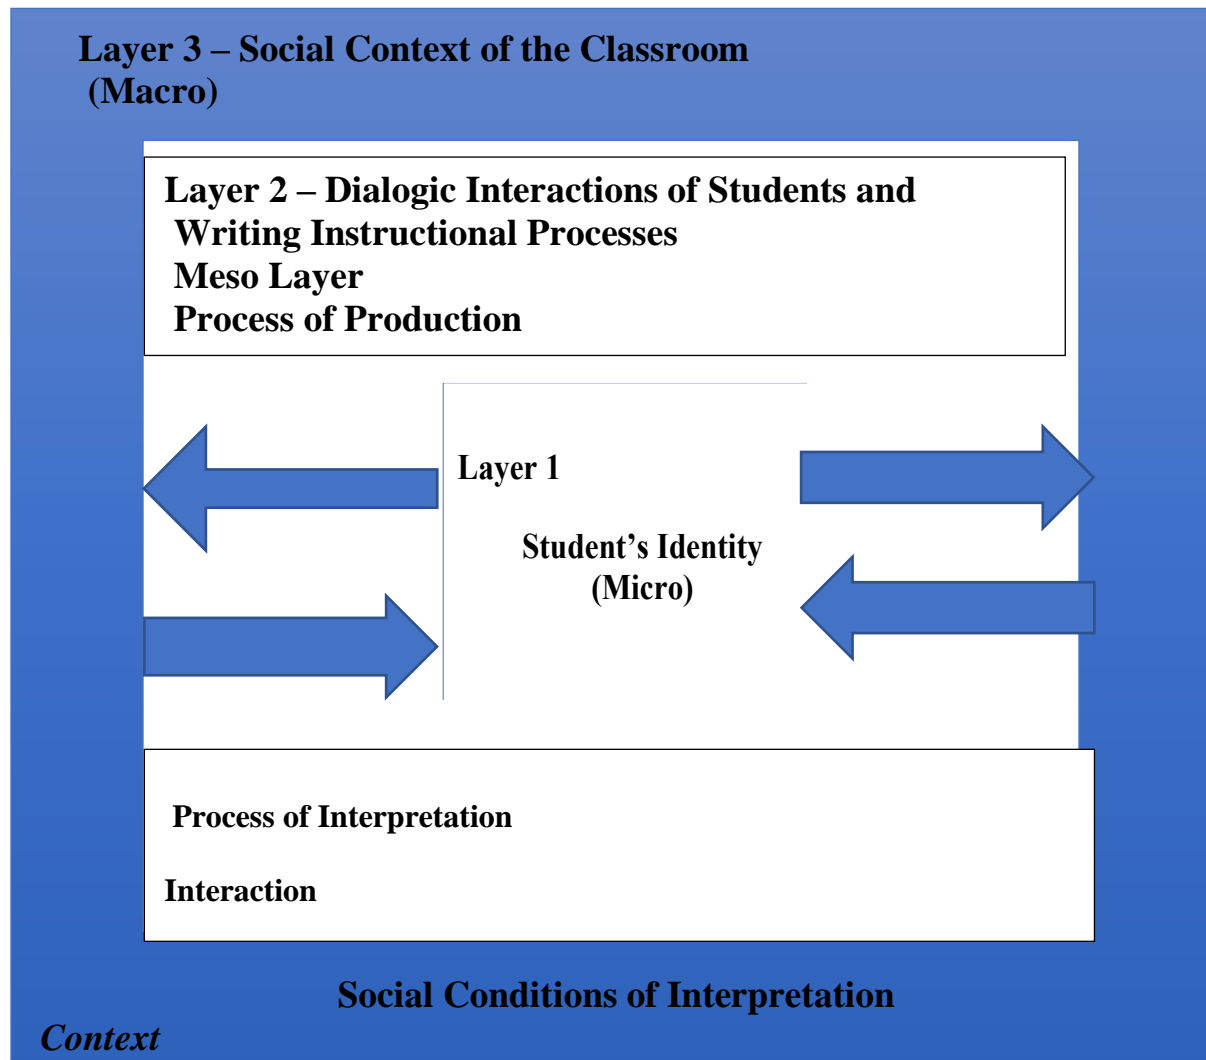 Layer 3 – Social Context of the Classroom
(Macro)
Layer 2 – Dialogic Interactions of Students and
Writing Instructional Processes
Meso Layer
Process of Production
Layer 1
Student’s Identity
(Micro)
Process of Interpretation
Interaction
Social Conditions of Interpretation
Context